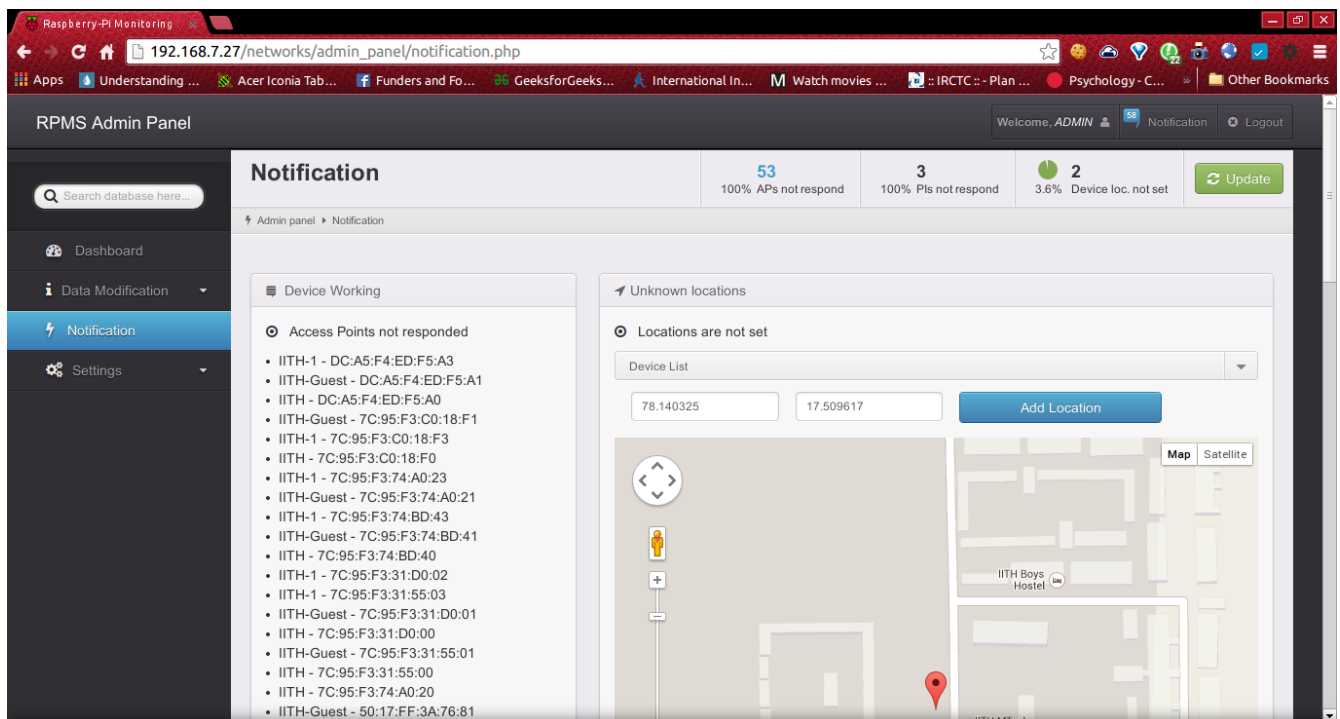 Raspberry-Pi Monitoring
192.168.7.27/networks/admin_panel/notification.php
22
Apps Understanding ... Acer Iconia Tab... Funders and Fo... GeeksforGeeks... International In... Watch movies ... :: IRCTC :: - Plan ... Psychology - C... » Other Bookmarks
RPMS Admin Panel
Welcome, ADMIN 58 Notification Logout
Search database here...
Dashboard
Data Modification
Notification
Settings
Notification
53
100% APs not respond
3
100% PIs not respond
2
3.6% Device loc. not set
Update
Admin panel Notification
Device Working
Access Points not responded
• IITH-1 - DC:A5:F4:ED:F5:A3
• IITH-Guest - DC:A5:F4:ED:F5:A1
• IITH - DC:A5:F4:ED:F5:A0
• IITH-Guest - 7C:95:F3:C0:18:F1
• IITH-1 - 7C:95:F3:C0:18:F3
• IITH - 7C:95:F3:C0:18:F0
• IITH-1 - 7C:95:F3:74:A0:23
• IITH-Guest - 7C:95:F3:74:A0:21
• IITH-1 - 7C:95:F3:74:BD:43
• IITH-Guest - 7C:95:F3:74:BD:41
• IITH - 7C:95:F3:74:BD:40
• IITH-1 - 7C:95:F3:31:D0:02
• IITH-1 - 7C:95:F3:31:55:03
• IITH-Guest - 7C:95:F3:31:D0:01
• IITH - 7C:95:F3:31:D0:00
• IITH-Guest - 7C:95:F3:31:55:01
• IITH - 7C:95:F3:31:55:00
• IITH - 7C:95:F3:74:A0:20
• IITH-Guest - 50:17:FF:3A:76:81
Unknown locations
Locations are not set
Device List
78.140325
17.509617
Add Location
Map Satellite
IITH Boys
Hostel